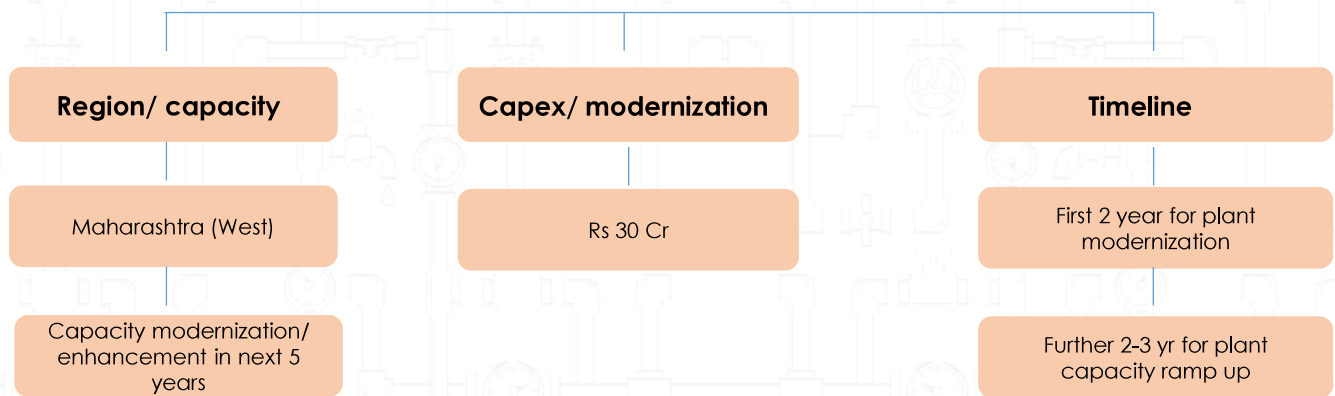 Region/ capacity
Capex/ modernization
Timeline
Maharashtra (West)
Rs 30 Cr
First 2 year for plant
modernization
Capacity modernization/
enhancement in next 5
years
Further 2-3 yr for plant
capacity ramp up